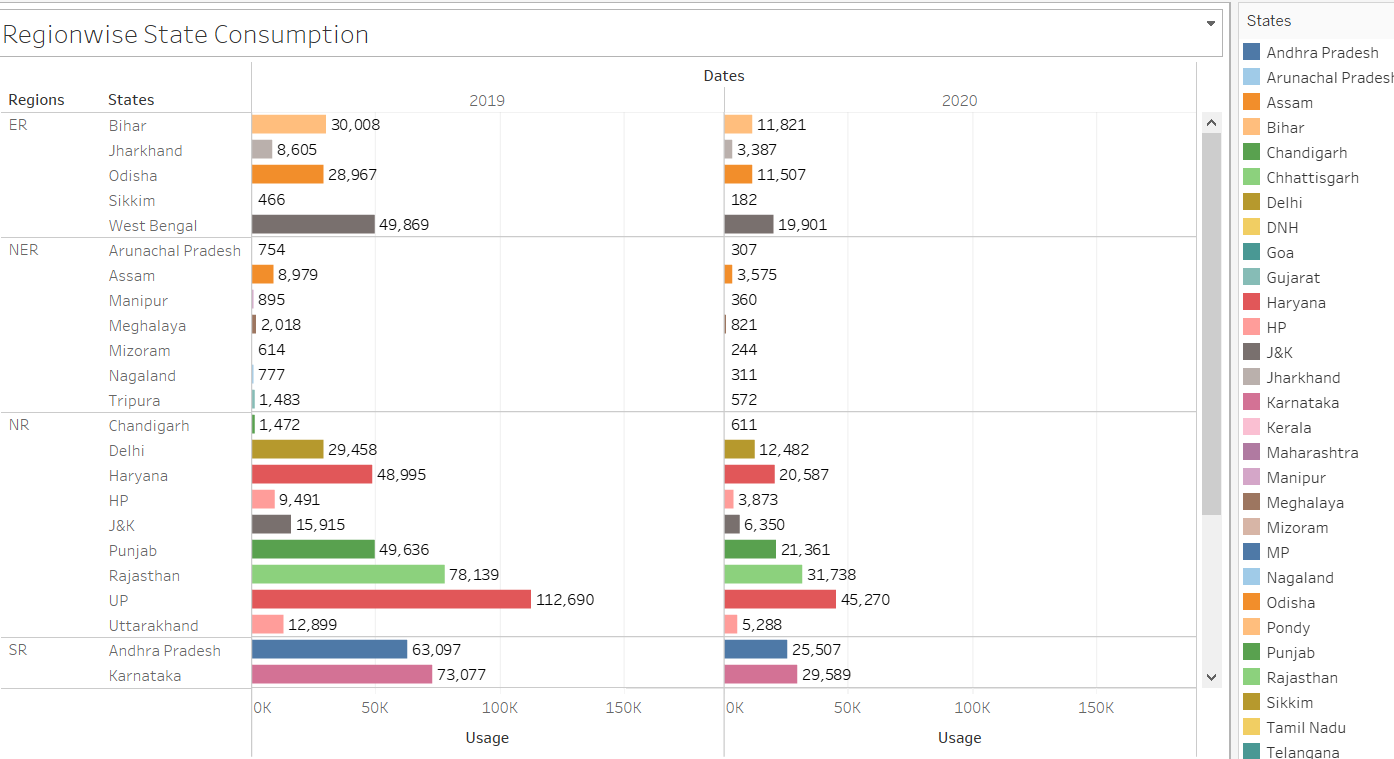 Regionwise State Consumption
Dates
Regions States 2019 2020
ER Bihar 30,008 11,821
Jharkhand 8,605 3,387
Odisha 28,967 11,507
Sikkim 466 182
West Bengal 49,869 19,901
NER Arunachal Pradesh 754 307
Assam 8,979 3,575
Manipur 895 360
Meghalaya 2,018 821
Mizoram 614 244
Nagaland 777 311
Tripura 1,483 572
NR Chandigarh 1,472 611
Delhi 29,458 12,482
Haryana 48,995 20,587
HP 9,491 3,873
J&K 15,915 6,350
Punjab 49,636 21,361
Rajasthan 78,139 31,738
UP 112,690 45,270
Uttarakhand 12,899 5,288
SR Andhra Pradesh 63,097 25,507
Karnataka 73,077 29,589
0K 50K 100K 150K 0K 50K 100K 150K
Usage Usage
States
Andhra Pradesh
Arunachal Pradesh
Assam
Bihar
Chandigarh
Chhattisgarh
Delhi
DNH
Goa
Gujarat
Haryana
HP
J&K
Jharkhand
Karnataka
Kerala
Maharashtra
Manipur
Meghalaya
Mizoram
MP
Nagaland
Odisha
Pondy
Punjab
Rajasthan
Sikkim
Tamil Nadu
Telangana